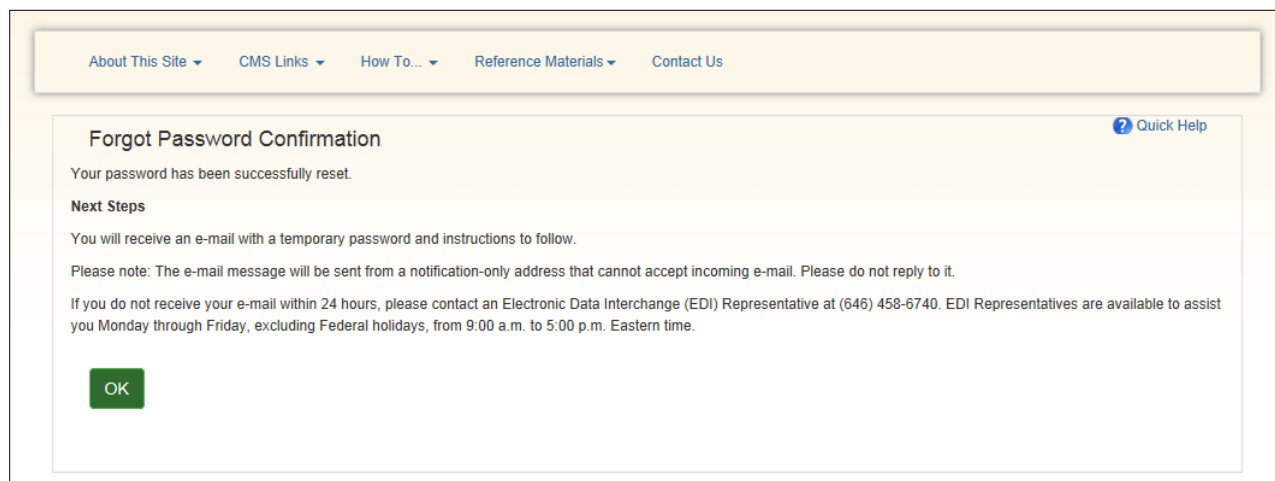 About This Site CMS Links How To... Reference Materials Contact Us
Quick Help
Forgot Password Confirmation
Your password has been successfully reset.
Next Steps
You will receive an e-mail with a temporary password and instructions to follow.
Please note: The e-mail message will be sent from a notification-only address that cannot accept incoming e-mail. Please do not reply to it.
If you do not receive your e-mail within 24 hours, please contact an Electronic Data Interchange (EDI) Representative at (646) 458-6740. EDI Representatives are available to assist
you Monday through Friday, excluding Federal holidays, from 9:00 a.m. to 5:00 p.m. Eastern time.
OK